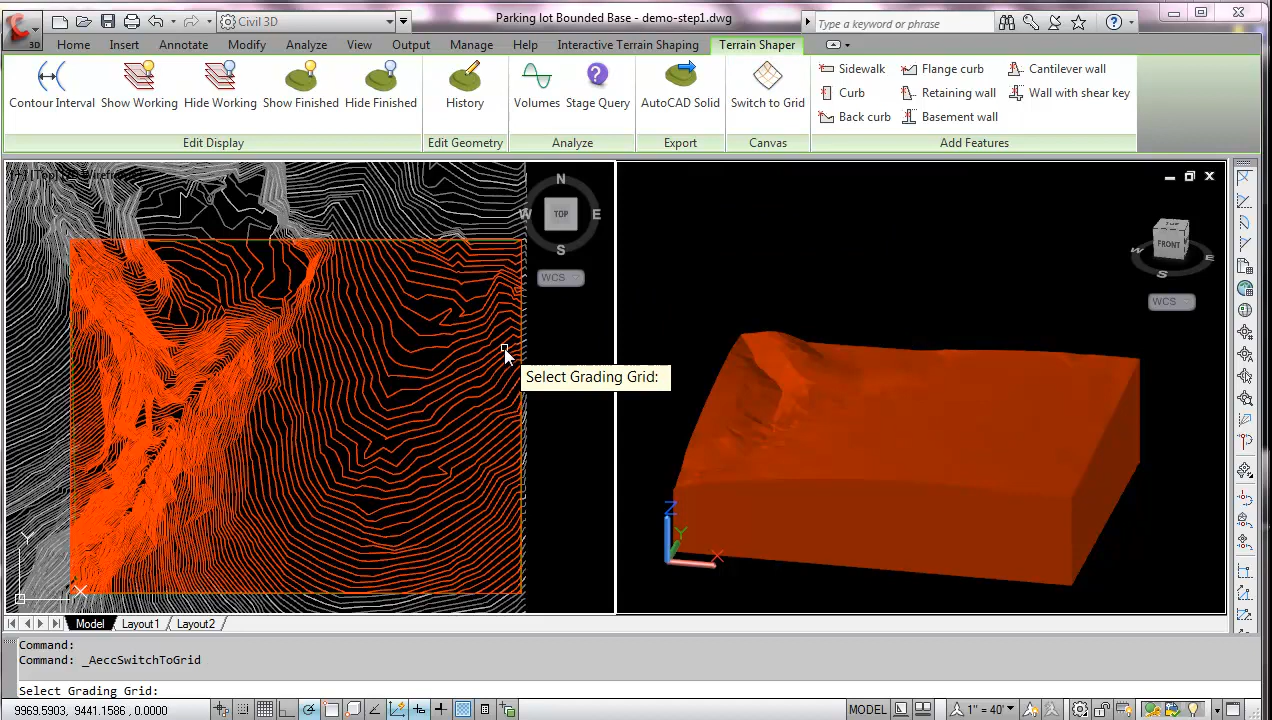 Civil 3D
Parking lot Bounded Base - demo-step1.dwg
Type a keyword or phrase
3D
Home Insert Annotate Modify Analyze View Output Manage Help Interactive Terrain Shaping Terrain Shaper
Contour Interval Show Working Hide Working Show Finished Hide Finished
History
Volumes Stage Query
AutoCAD Solid
Switch to Grid
Sidewalk Flange curb Cantilever wall
Curb Retaining wall Wall with shear key
Back curb Basement wall
Edit Display Edit Geometry Analyze Export Canvas Add Features
N
W TOP E
S
WCS
TOP
FRONT
W E
S
WCS
Select Grading Grid:
Z
Y
X
Y
X
Model Layout1 Layout2
Command:
Command: _AeccSwitchToGrid
Select Grading Grid:
9969.5903, 9441.1586, 0.0000
MODEL
1" = 40'